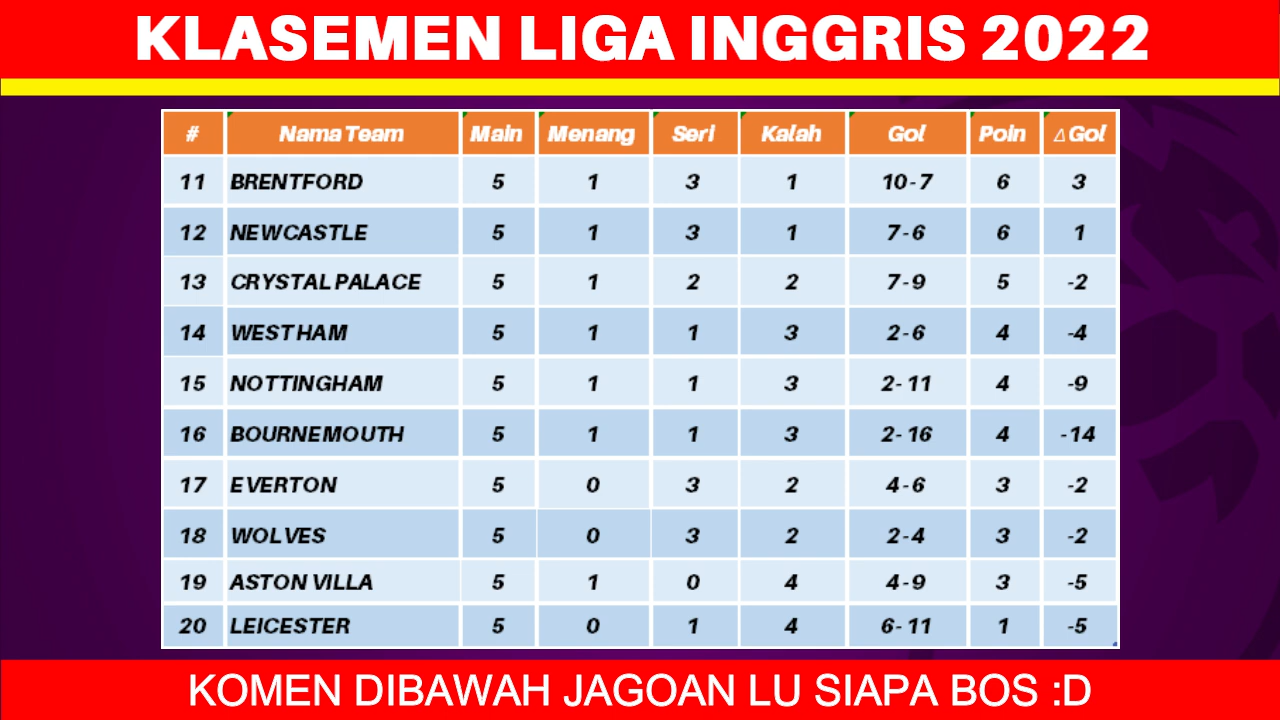 KLASEMEN LIGA INGGRIS 2022
# Nama Team Main Menang Seri Kalah Gol Poin △ Gol
11 BRENTFORD 5 1 3 1 10-7 6 3
12 NEWCASTLE 5 1 3 1 7-6 6 1
13 CRYSTAL PALACE 5 1 2 2 7-9 5 -2
14 WEST HAM 5 1 1 3 2-6 4 -4
15 NOTTINGHAM 5 1 1 3 2-11 4 -9
16 BOURNEMOUTH 5 1 1 3 2-16 4 -14
17 EVERTON 5 0 3 2 4-6 3 -2
18 WOLVES 5 0 3 2 2-4 3 -2
19 ASTON VILLA 5 1 0 4 4-9 3 -5
20 LEICESTER 5 0 1 4 6-11 1 -5
KOMEN DIBAWAH JAGOAN LU SIAPA BOS :D